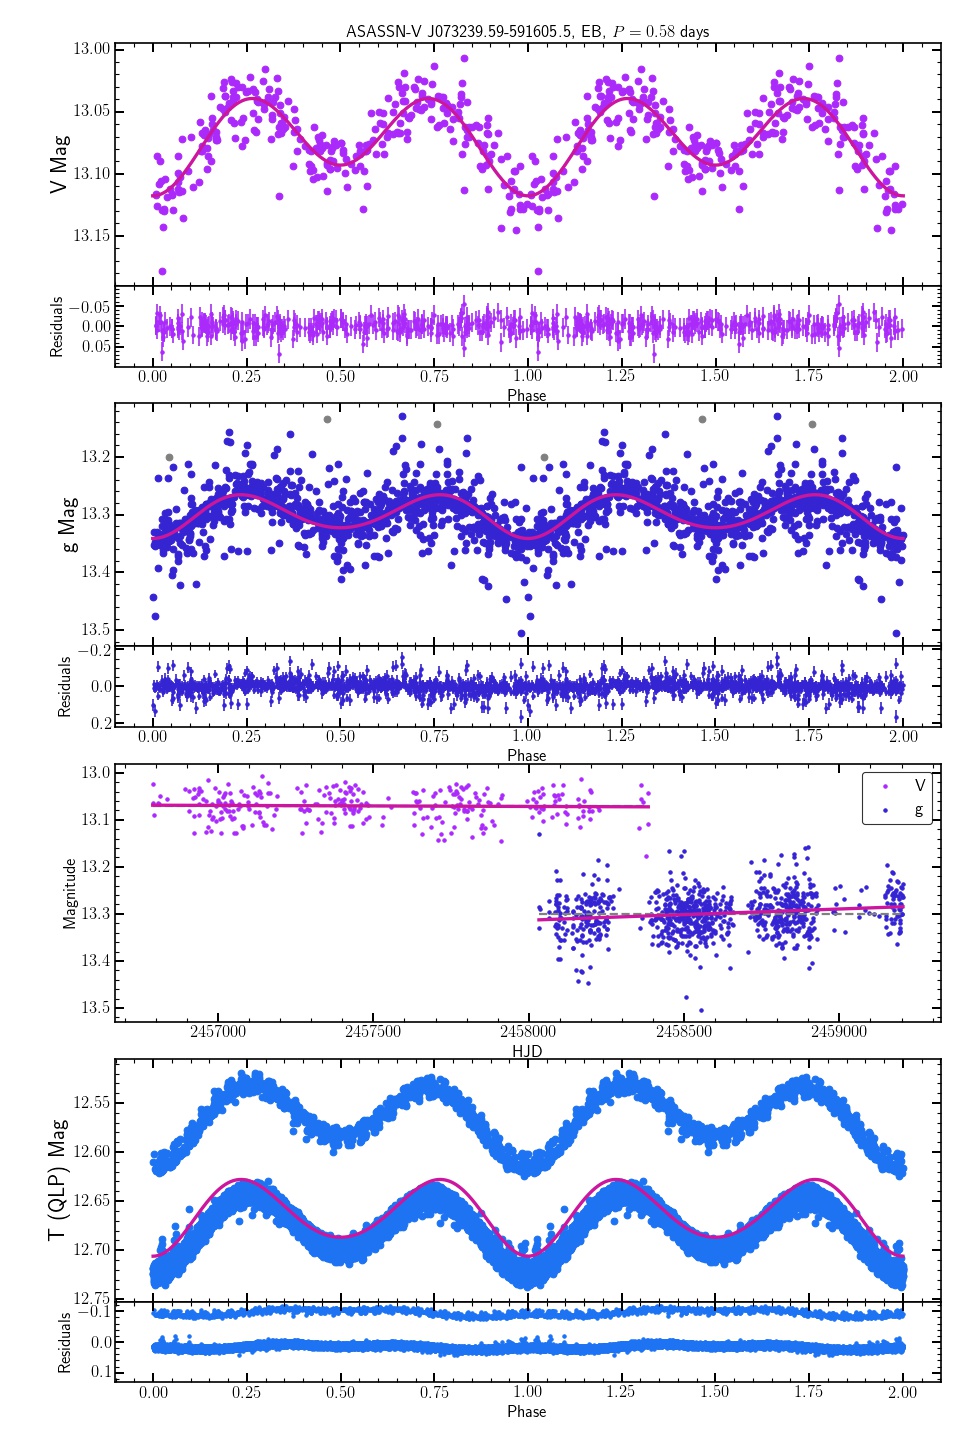 ASASSN-V J073239.59-591605.5, EB, P = 0.58 days
V Mag
13.00
13.05
13.10
13.15
Residuals
−0.05
0.00
0.05
0.00 0.25 0.50 0.75 1.00 1.25 1.50 1.75 2.00
Phase
g Mag
13.2
13.3
13.4
13.5
Residuals
−0.2
0.0
0.2
0.00 0.25 0.50 0.75 1.00 1.25 1.50 1.75 2.00
Phase
Magnitude
13.0
13.1
13.2
13.3
13.4
13.5
V
g
2457000 2457500 2458000 2458500 2459000
HJD
T (QLP) Mag
12.55
12.60
12.65
12.70
12.75
Residuals
−0.1
0.0
0.1
0.00 0.25 0.50 0.75 1.00 1.25 1.50 1.75 2.00
Phase